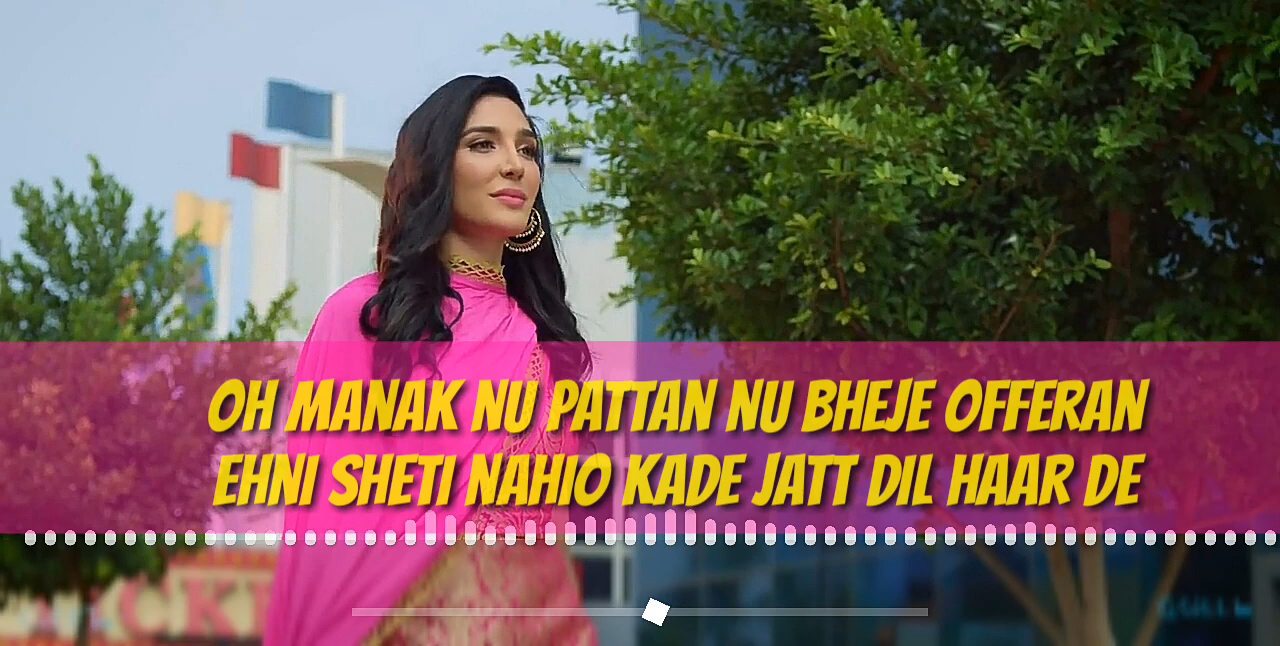 OH MANAK NU PATTAN NU BHEJE OFFERAN
EHNI SHETI NAHIO KADE JATT DIL HAAR DE